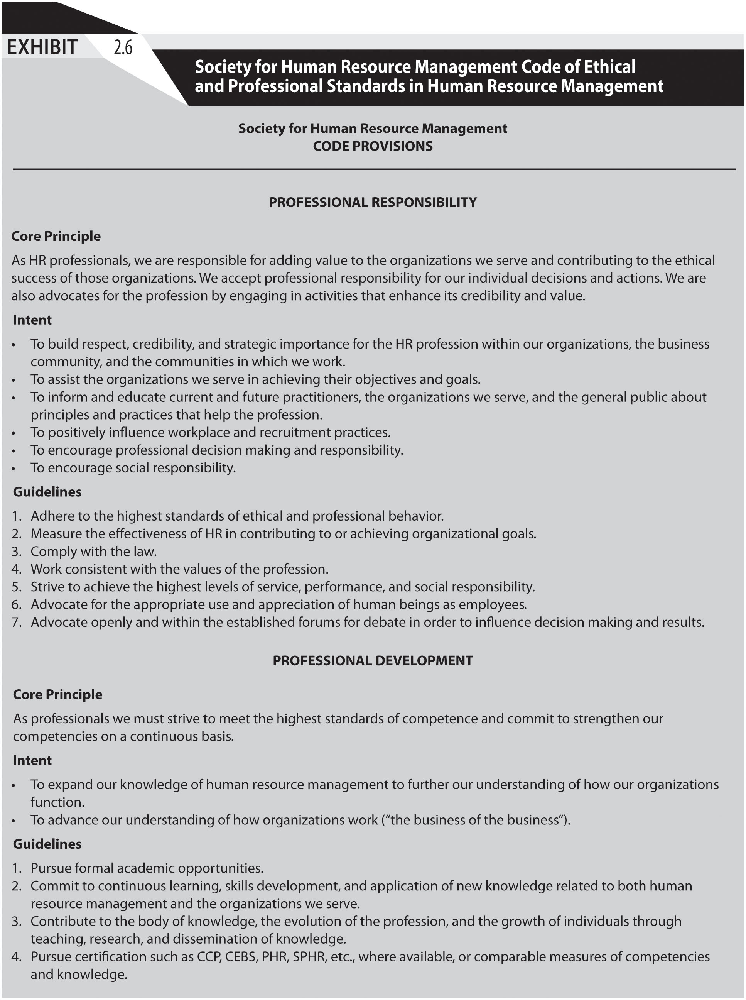 EXHIBIT 2.6
Society for Human Resource Management Code of Ethical
and Professional Standards in Human Resource Management
Society for Human Resource Management
CODE PROVISIONS
PROFESSIONAL RESPONSIBILITY
Core Principle
As HR professionals, we are responsible for adding value to the organizations we serve and contributing to the ethical
success of those organizations. We accept professional responsibility for our individual decisions and actions. We are
also advocates for the profession by engaging in activities that enhance its credibility and value.
Intent
• To build respect, credibility, and strategic importance for the HR profession within our organizations, the business
community, and the communities in which we work.
• To assist the organizations we serve in achieving their objectives and goals.
• To inform and educate current and future practitioners, the organizations we serve, and the general public about
principles and practices that help the profession.
• To positively influence workplace and recruitment practices.
• To encourage professional decision making and responsibility.
• To encourage social responsibility.
Guidelines
1. Adhere to the highest standards of ethical and professional behavior.
2. Measure the effectiveness of HR in contributing to or achieving organizational goals.
3. Comply with the law.
4. Work consistent with the values of the profession.
5. Strive to achieve the highest levels of service, performance, and social responsibility.
6. Advocate for the appropriate use and appreciation of human beings as employees.
7. Advocate openly and within the established forums for debate in order to influence decision making and results.
PROFESSIONAL DEVELOPMENT
Core Principle
As professionals we must strive to meet the highest standards of competence and commit to strengthen our
competencies on a continuous basis.
Intent
• To expand our knowledge of human resource management to further our understanding of how our organizations
function.
• To advance our understanding of how organizations work (“the business of the business”).
Guidelines
1. Pursue formal academic opportunities.
2. Commit to continuous learning, skills development, and application of new knowledge related to both human
resource management and the organizations we serve.
3. Contribute to the body of knowledge, the evolution of the profession, and the growth of individuals through
teaching, research, and dissemination of knowledge.
4. Pursue certification such as CCP, CEBS, PHR, SPHR, etc., where available, or comparable measures of competencies
and knowledge.